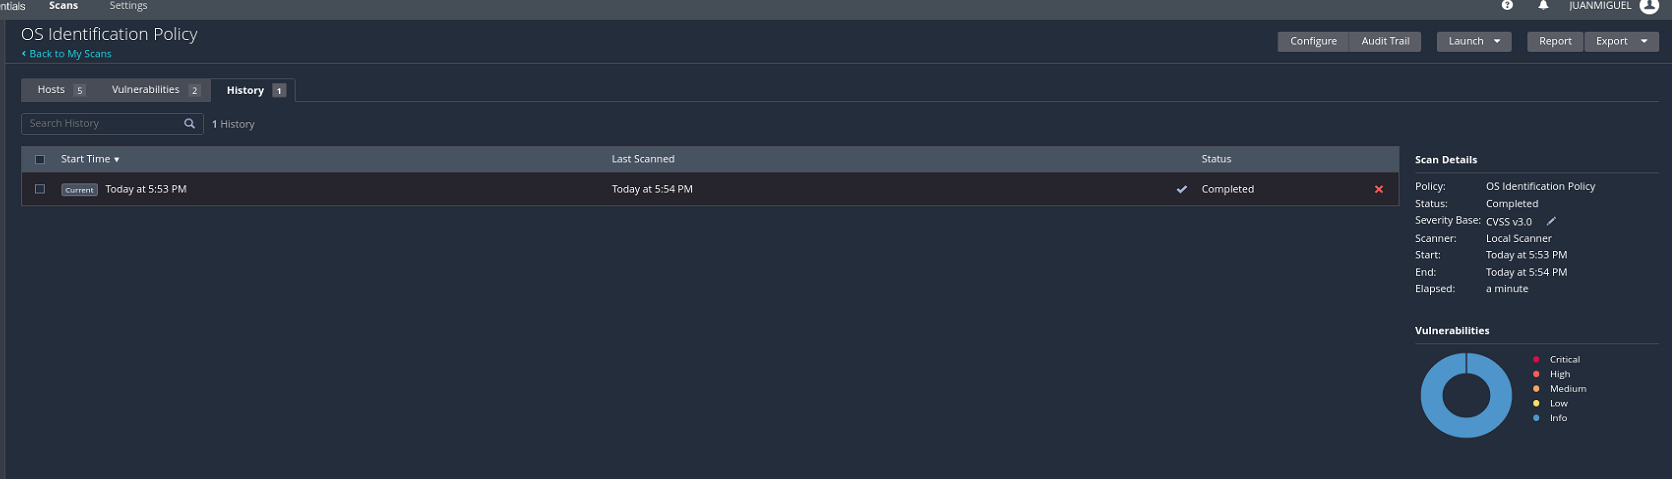 entials Scans Settings JUANMIGUEL
OS Identification Policy
Back to My Scans
Configure Audit Trail Launch Report Export
Hosts 5 Vulnerabilities 2 History 1
Search History 1 History
Start Time Last Scanned Status
Current Today at 5:53 PM Today at 5:54 PM Completed
Scan Details
Policy: OS Identification Policy
Status: Completed
Severity Base: CVSS v3.0
Scanner: Local Scanner
Start: Today at 5:53 PM
End: Today at 5:54 PM
Elapsed: a minute
Vulnerabilities
Critical
High
Medium
Low
Info